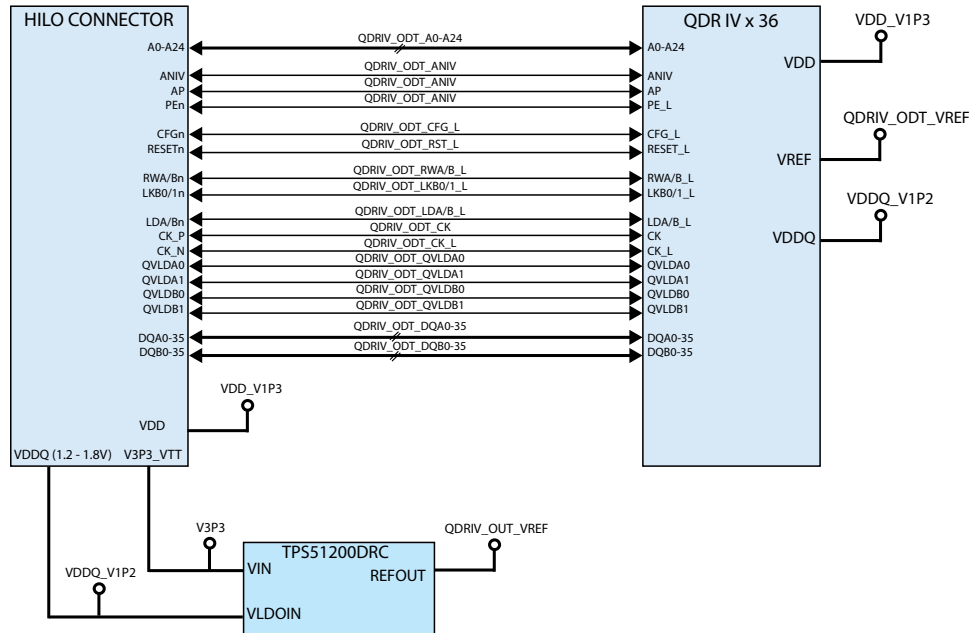 HILO CONNECTOR
QDR IV x 36
VDD_V1P3
A0-A24 QDRIV_ODT_A0-A24 A0-A24
VDD
ANIV QDRIV_ODT_ANIV ANIV
AP QDRIV_ODT_ANIV AP
PEn QDRIV_ODT_ANIV PE_L
QDRIV_ODT_VREF
CFGn QDRIV_ODT_CFG_L CFG_L
RESETn QDRIV_ODT_RST_L RESET_L
VREF
RWA/Bn QDRIV_ODT_RWA/B_L RWA/B_L
LKB0/1n QDRIV_ODT_LKB0/1_L LKB0/1_L
VDDQ_V1P2
LDA/Bn QDRIV_ODT_LDA/B_L LDA/B_L
CK_P QDRIV_ODT_CK CK
VDDQ
CK_N QDRIV_ODT_CK_L CK_L
QVLDA0 QDRIV_ODT_QVLDA0 QVLDA0
QVLDA1 QDRIV_ODT_QVLDA1 QVLDA1
QVLDB0 QDRIV_ODT_QVLDB0 QVLDB0
QVLDB1 QDRIV_ODT_QVLDB1 QVLDB1
DQA0-35 QDRIV_ODT_DQA0-35 DQA0-35
DQB0-35 QDRIV_ODT_DQB0-35 DQB0-35
VDD_V1P3
VDD
VDDQ (1.2 - 1.8V) V3P3_VTT
V3P3
QDRIV_OUT_VREF
TPS51200DRC
VIN
REFOUT
VDDQ_V1P2
VLDOIN